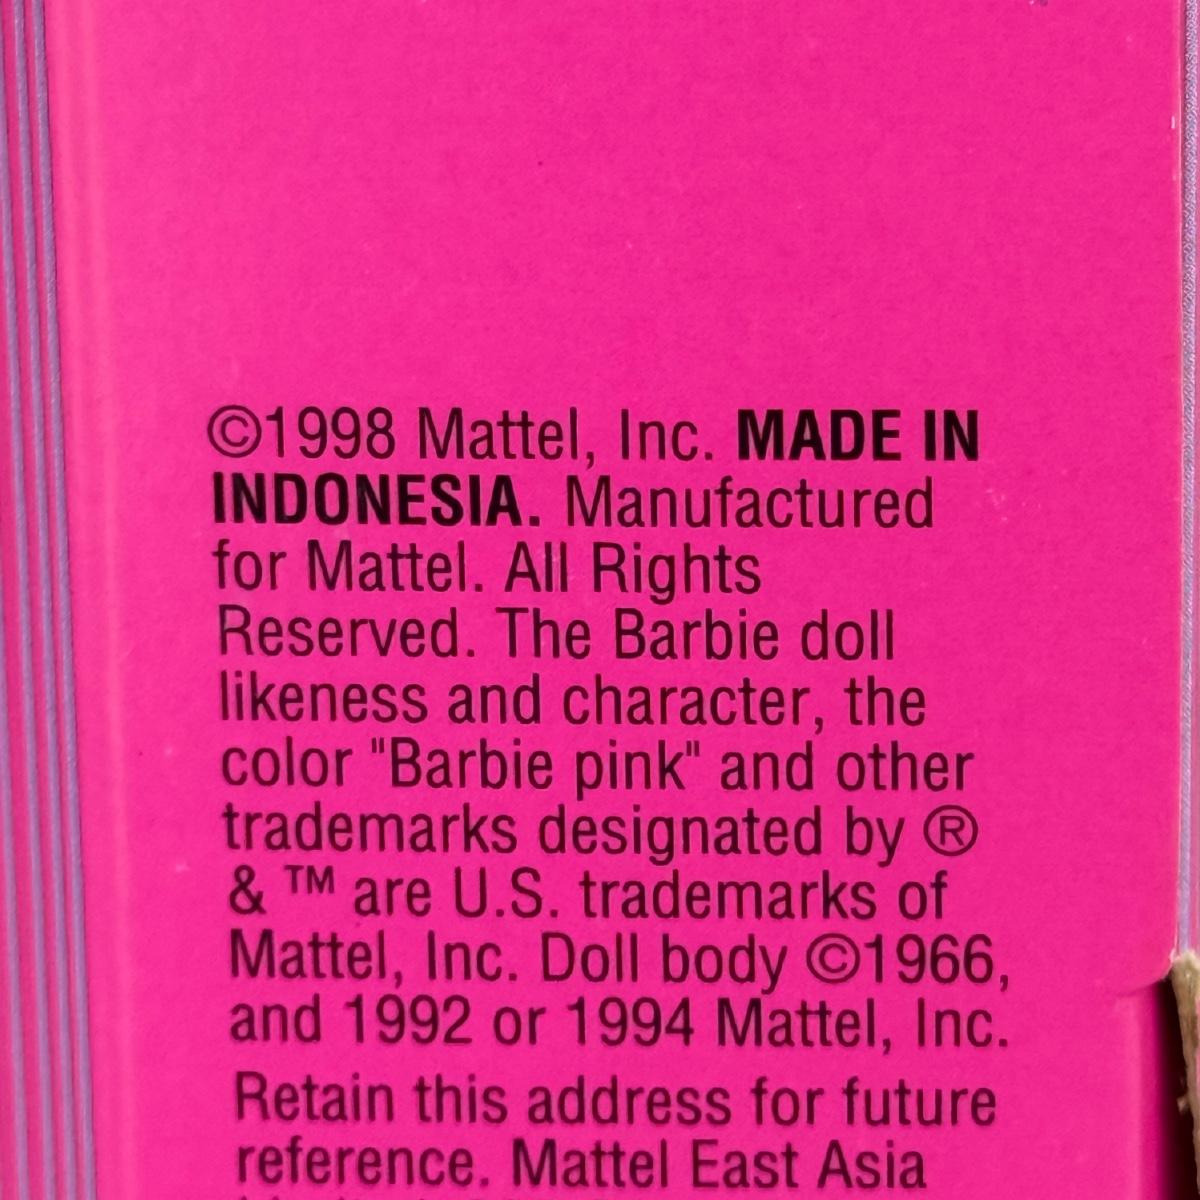 ©1998 Mattel, Inc. MADE IN
INDONESIA. Manufactured
for Mattel. All Rights
Reserved. The Barbie doll
likeness and character, the
color "Barbie pink" and other
trademarks designated by ®
& ™ are U.S. trademarks of
Mattel, Inc. Doll body ©1966,
and 1992 or 1994 Mattel, Inc.
Retain this address for future
reference. Mattel East Asia